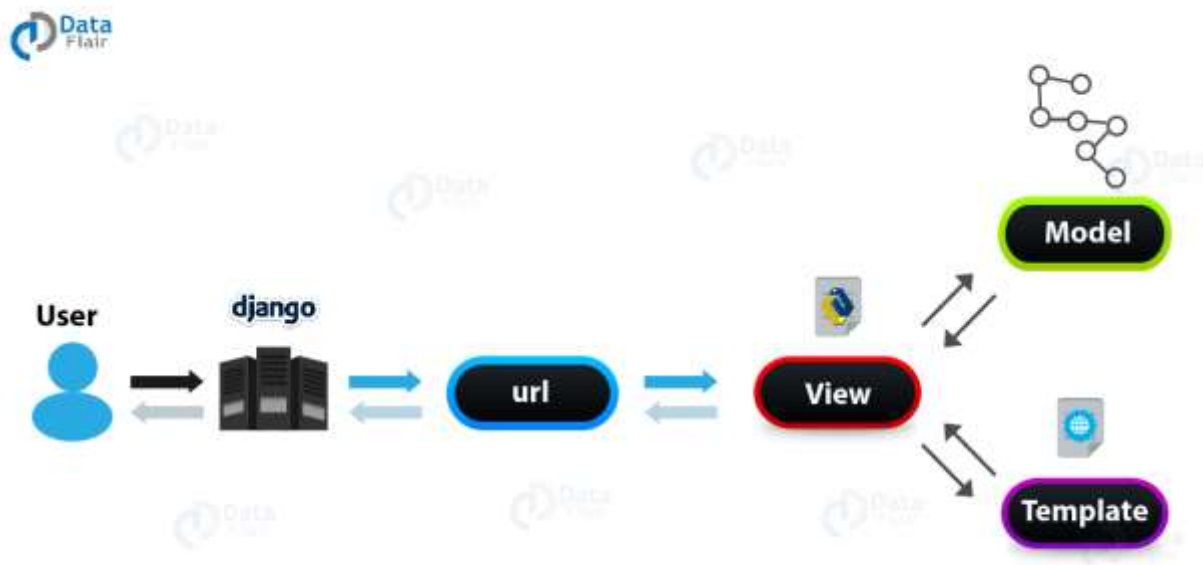 Data
Flair
User
django
url
View
Model
Template